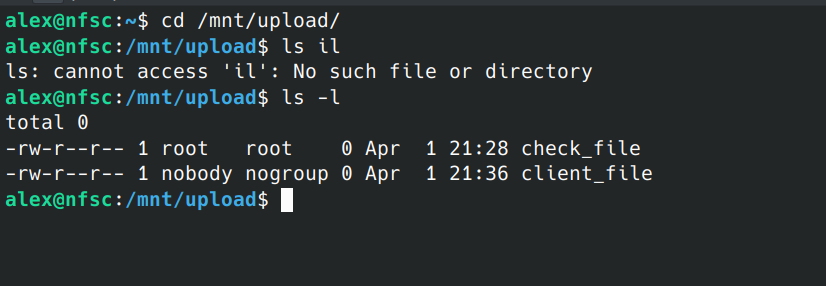 alex@nfsc:~$ cd /mnt/upload/
alex@nfsc:/mnt/upload$ ls il
ls: cannot access 'il': No such file or directory
alex@nfsc:/mnt/upload$ ls -l
total 0
-rw-r--r-- 1 root   root    0 Apr  1 21:28 check_file
-rw-r--r-- 1 nobody nogroup 0 Apr  1 21:36 client_file
alex@nfsc:/mnt/upload$